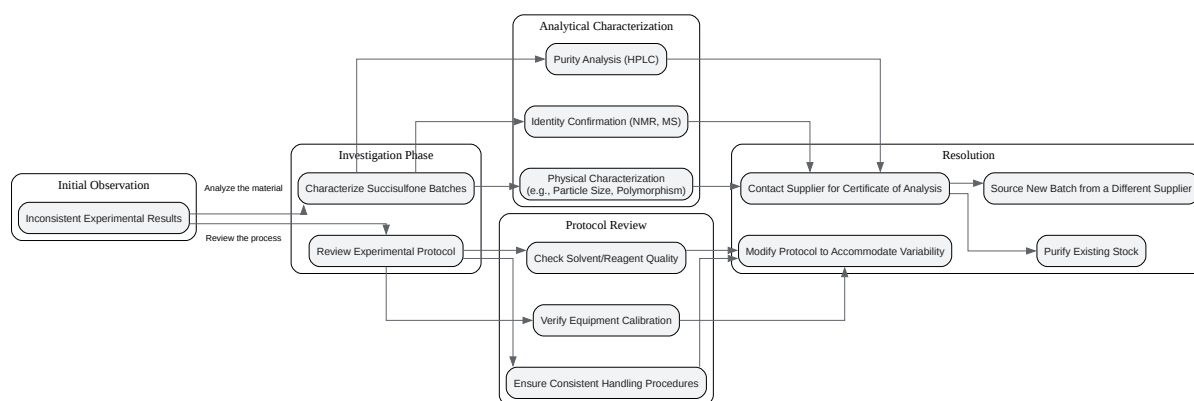 Analytical Characterization
Purity Analysis (HPLC)
Identity Confirmation (NMR, MS)
Physical Characterization
(e.g., Particle Size, Polymorphism)
Investigation Phase
Characterize Succisulfone Batches
Review Experimental Protocol
Initial Observation
Inconsistent Experimental Results
Analyze the material
Review the process
Resolution
Contact Supplier for Certificate of Analysis
Source New Batch from a Different Supplier
Modify Protocol to Accommodate Variability
Purify Existing Stock
Protocol Review
Check Solvent/Reagent Quality
Verify Equipment Calibration
Ensure Consistent Handling Procedures